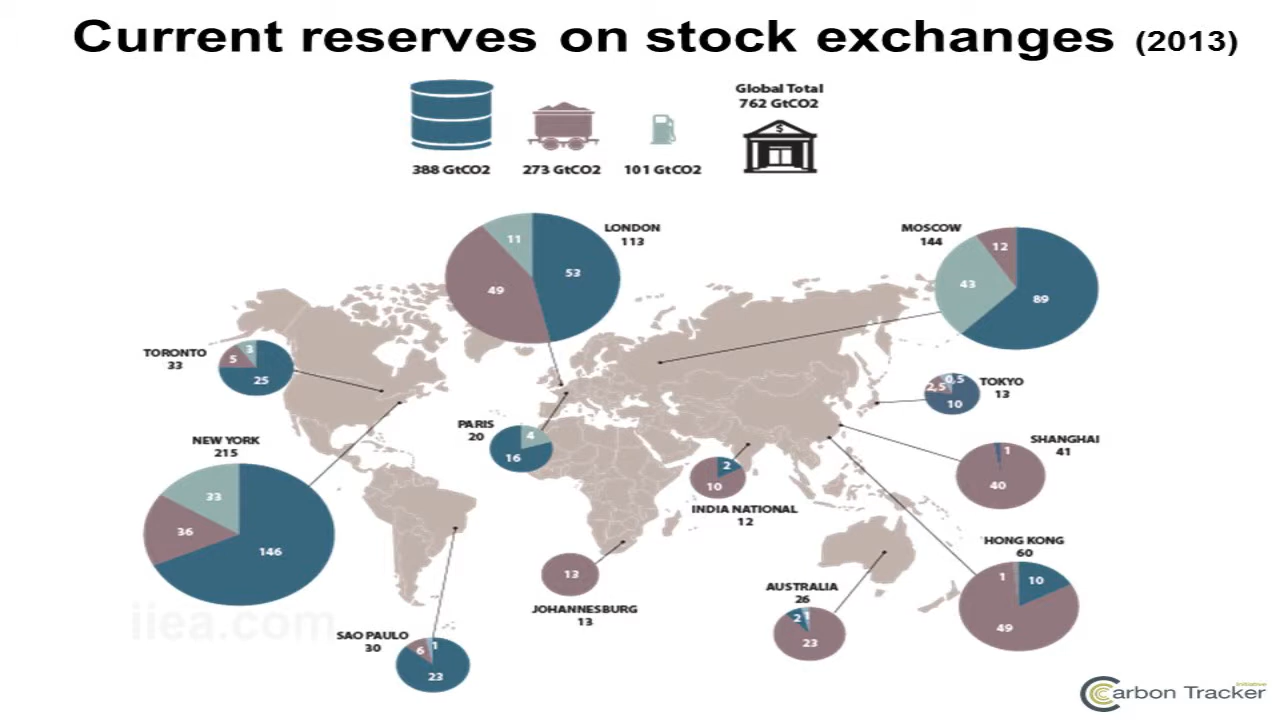 Current reserves on stock exchanges (2013)
Global Total
762 GtCO2
388 GtCO2
273 GtCO2
101 GtCO2
$
LONDON
113
11
53
49
MOSCOW
144
12
43
89
TORONTO
33
3
5
25
TOKYO
13
0,5
2,5
10
PARIS
20
4
16
NEW YORK
215
33
36
146
SHANGHAI
41
1
40
2
10
INDIA NATIONAL
12
HONG KONG
60
1
10
49
13
JOHANNESBURG
13
AUSTRALIA
26
2
1
23
SAO PAULO
30
6
1
23
iiea.com
Carbon Tracker
Initiative